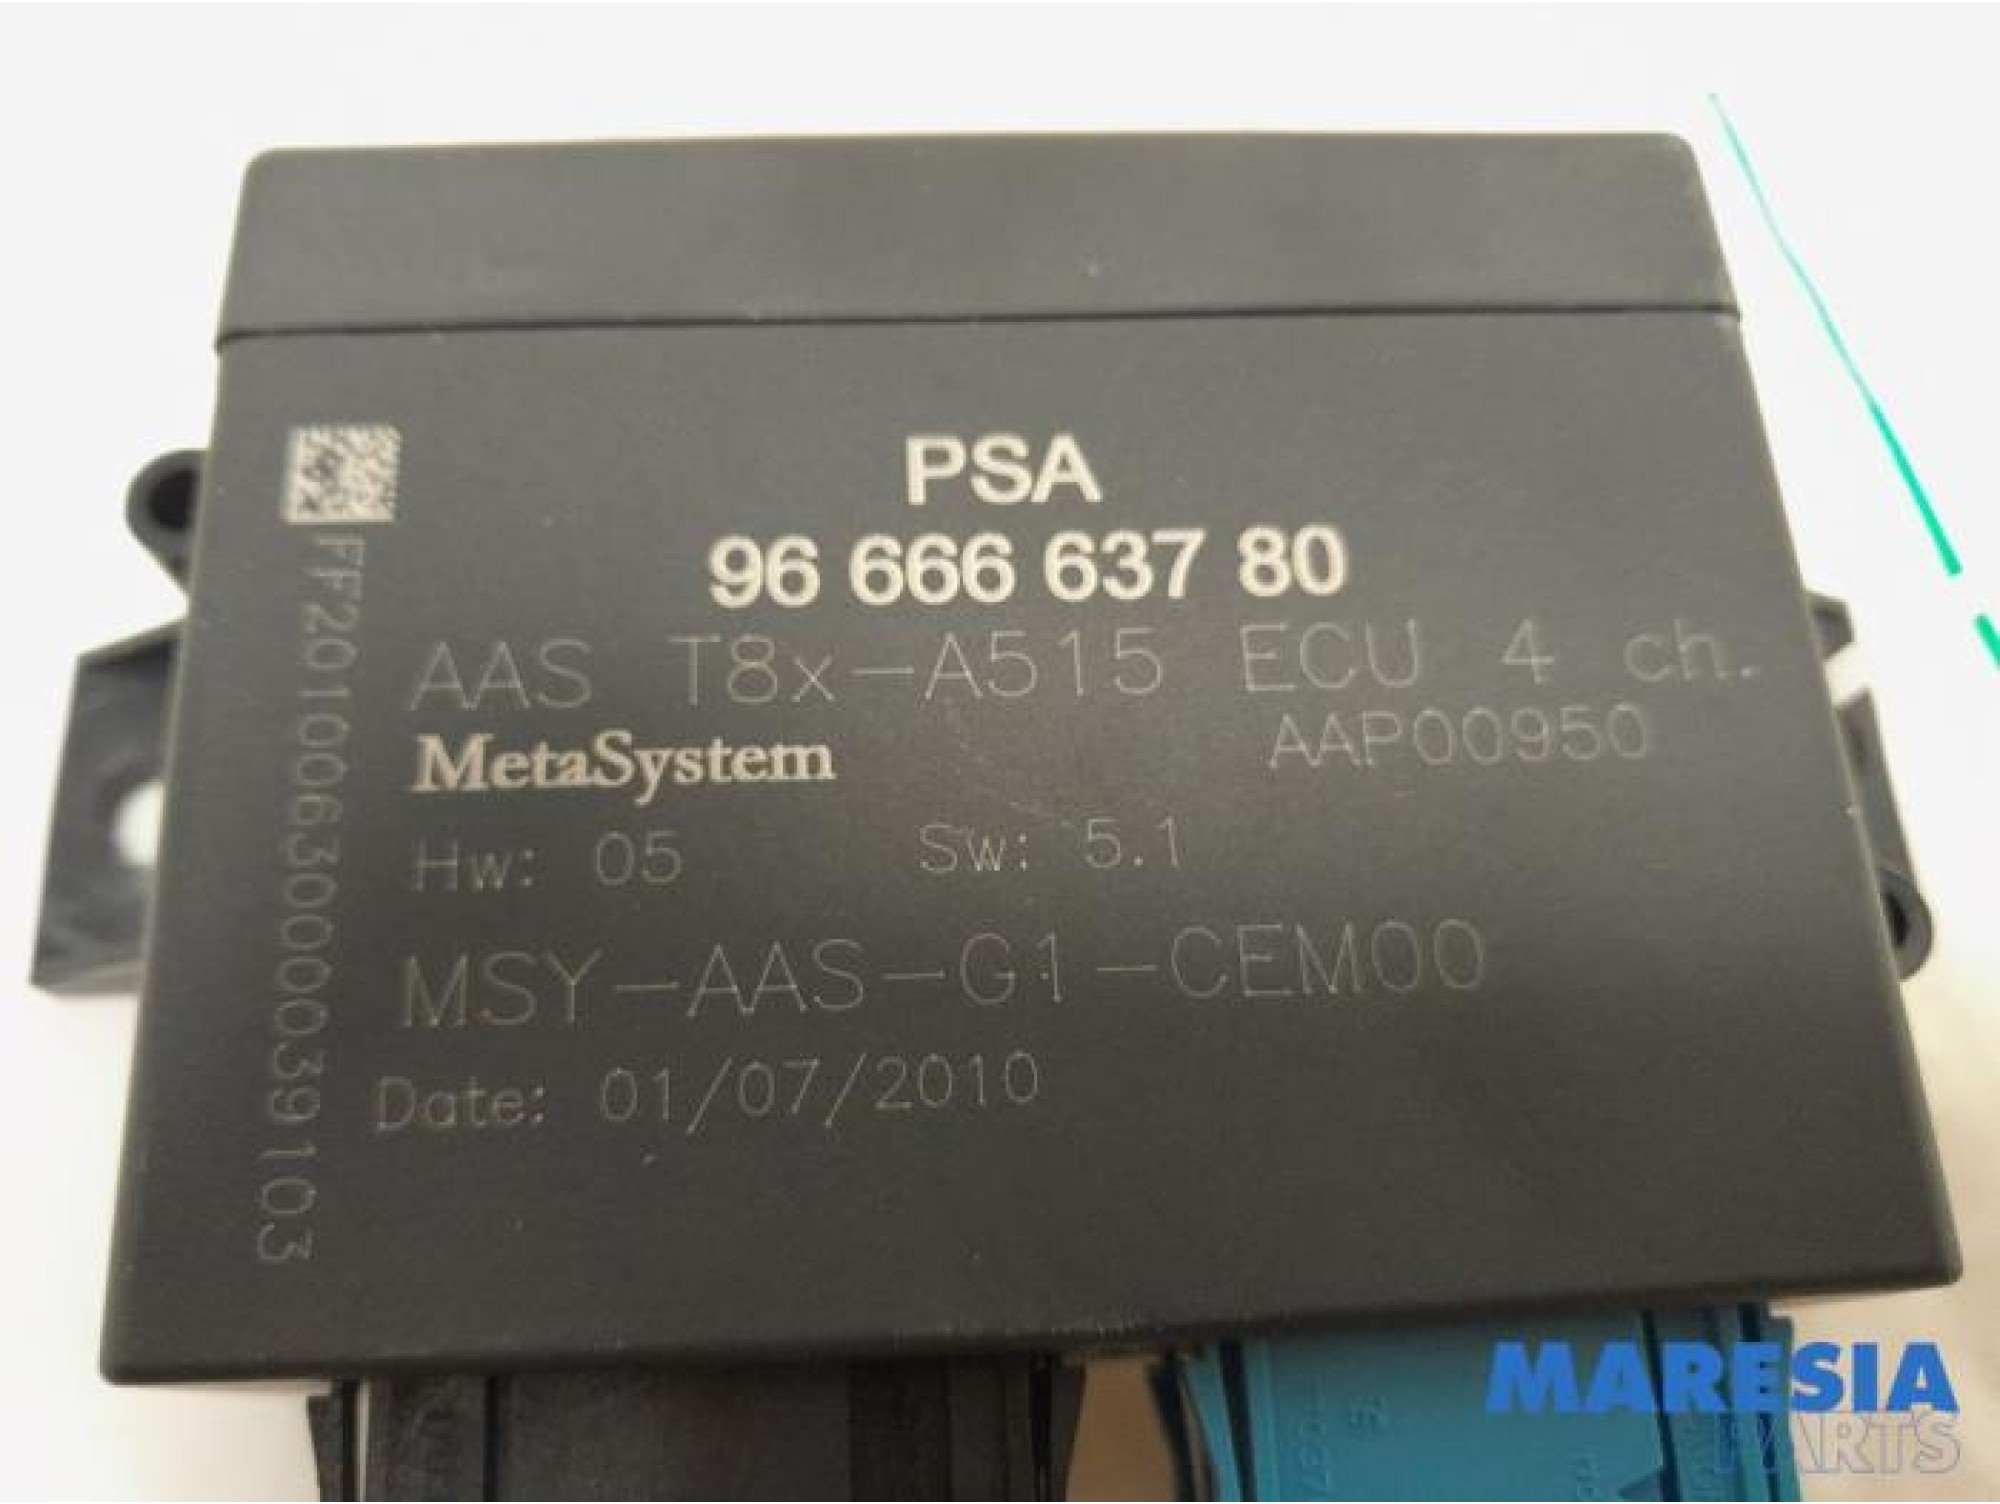 PSA
96 666 637 80
AAS T8x-A515 ECU 4 ch.
MetaSystem AAP00950
Hw: 05 Sw: 5.1
MSY-AAS-G1-CEM00
Date: 01/07/2010
FF20100630000039103
MARESIA
PARTS